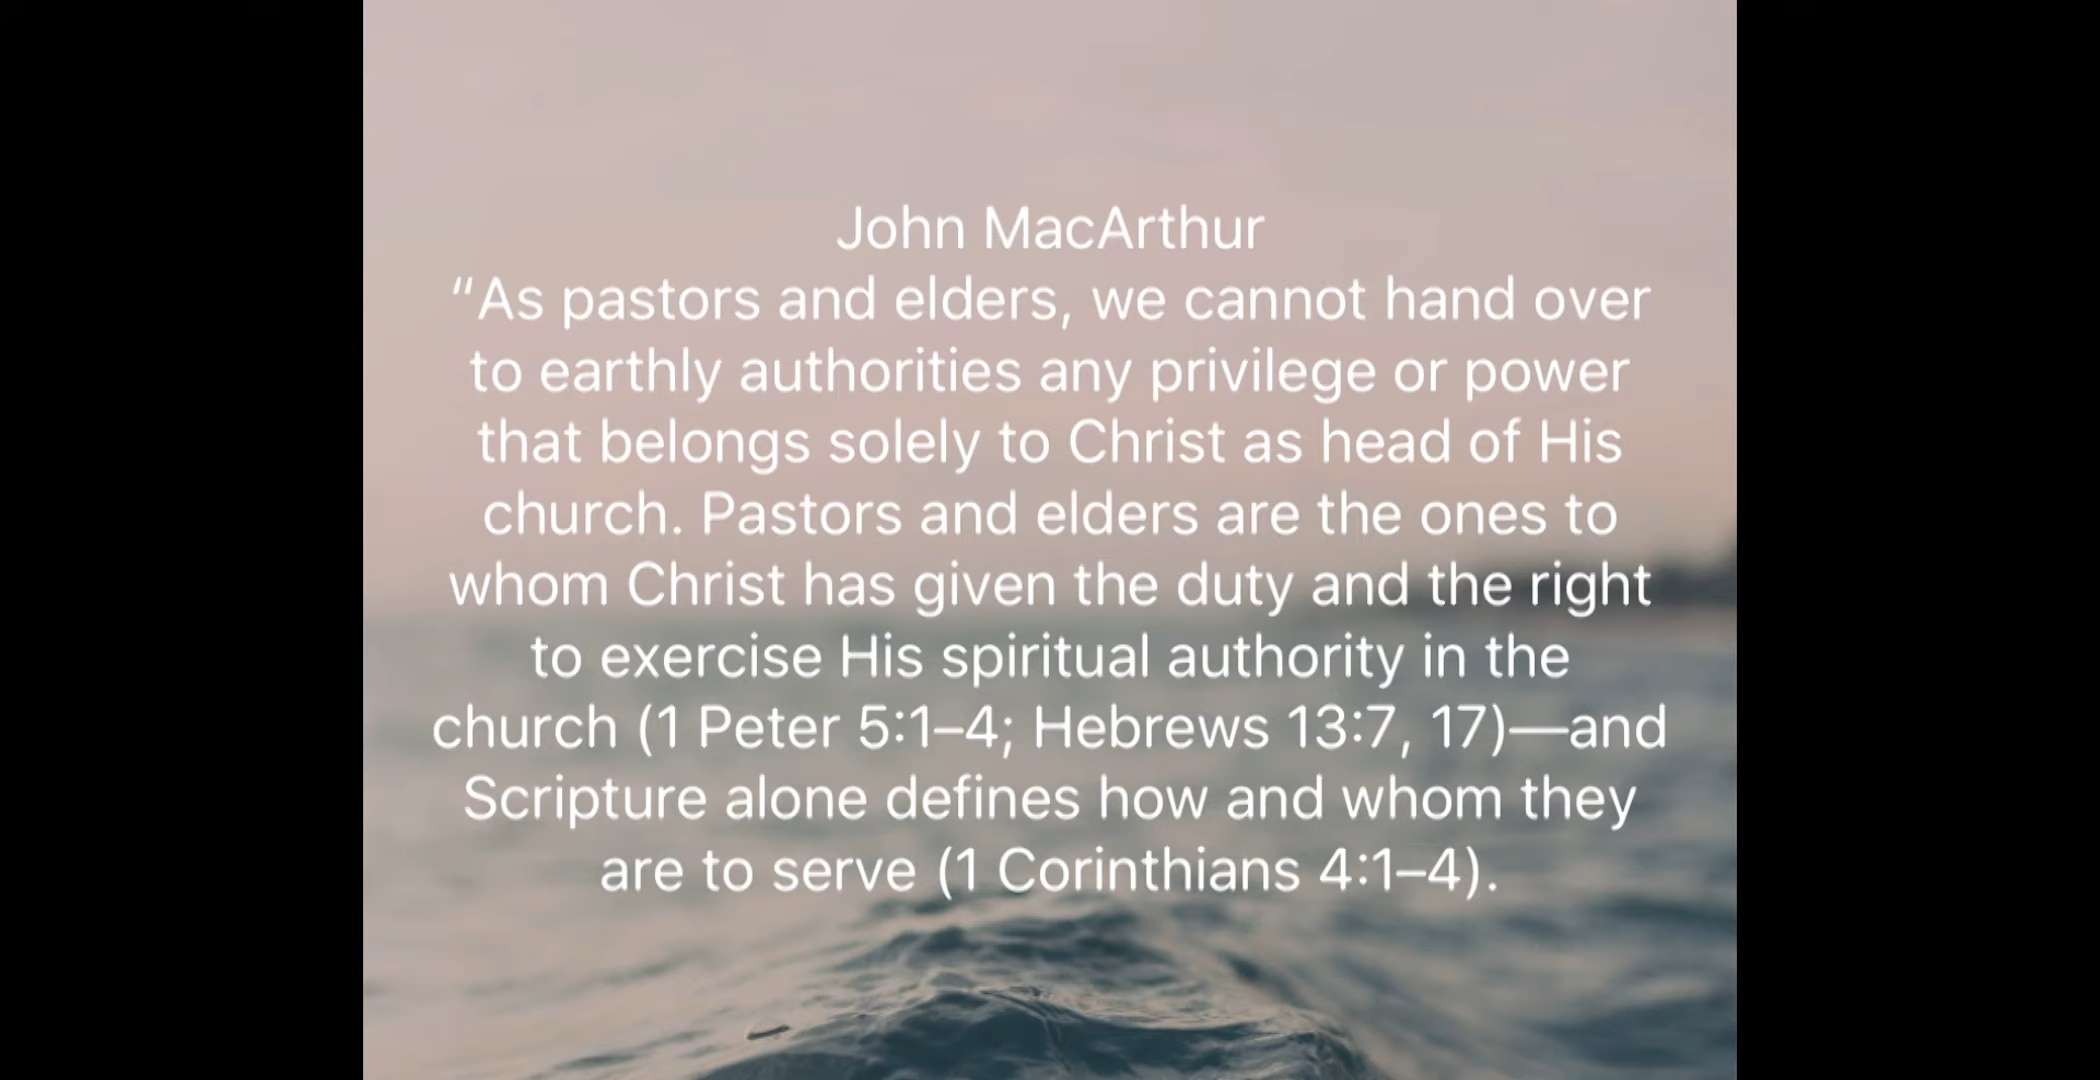 John MacArthur
“As pastors and elders, we cannot hand over
to earthly authorities any privilege or power
that belongs solely to Christ as head of His
church. Pastors and elders are the ones to
whom Christ has given the duty and the right
to exercise His spiritual authority in the
church (1 Peter 5:1–4; Hebrews 13:7, 17)—and
Scripture alone defines how and whom they
are to serve (1 Corinthians 4:1–4).